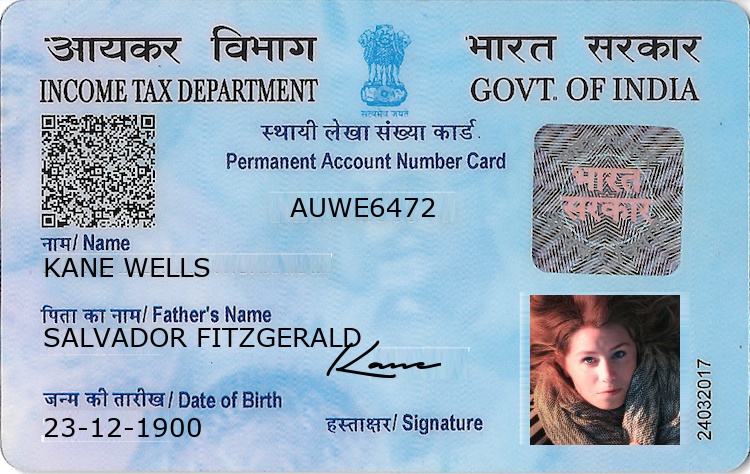 आयकर विभाग
INCOME TAX DEPARTMENT
भारत सरकार
GOVT. OF INDIA
सत्यमेव जयते
स्थायी लेखा संख्या कार्ड
Permanent Account Number Card
AUWE6472
भारत
सरकार
नाम/ Name
KANE WELLS
पिता का नाम/ Father's Name
SALVADOR FITZGERALD
Kane
जन्म की तारीख/ Date of Birth
23-12-1900
हस्ताक्षर/ Signature
24032017